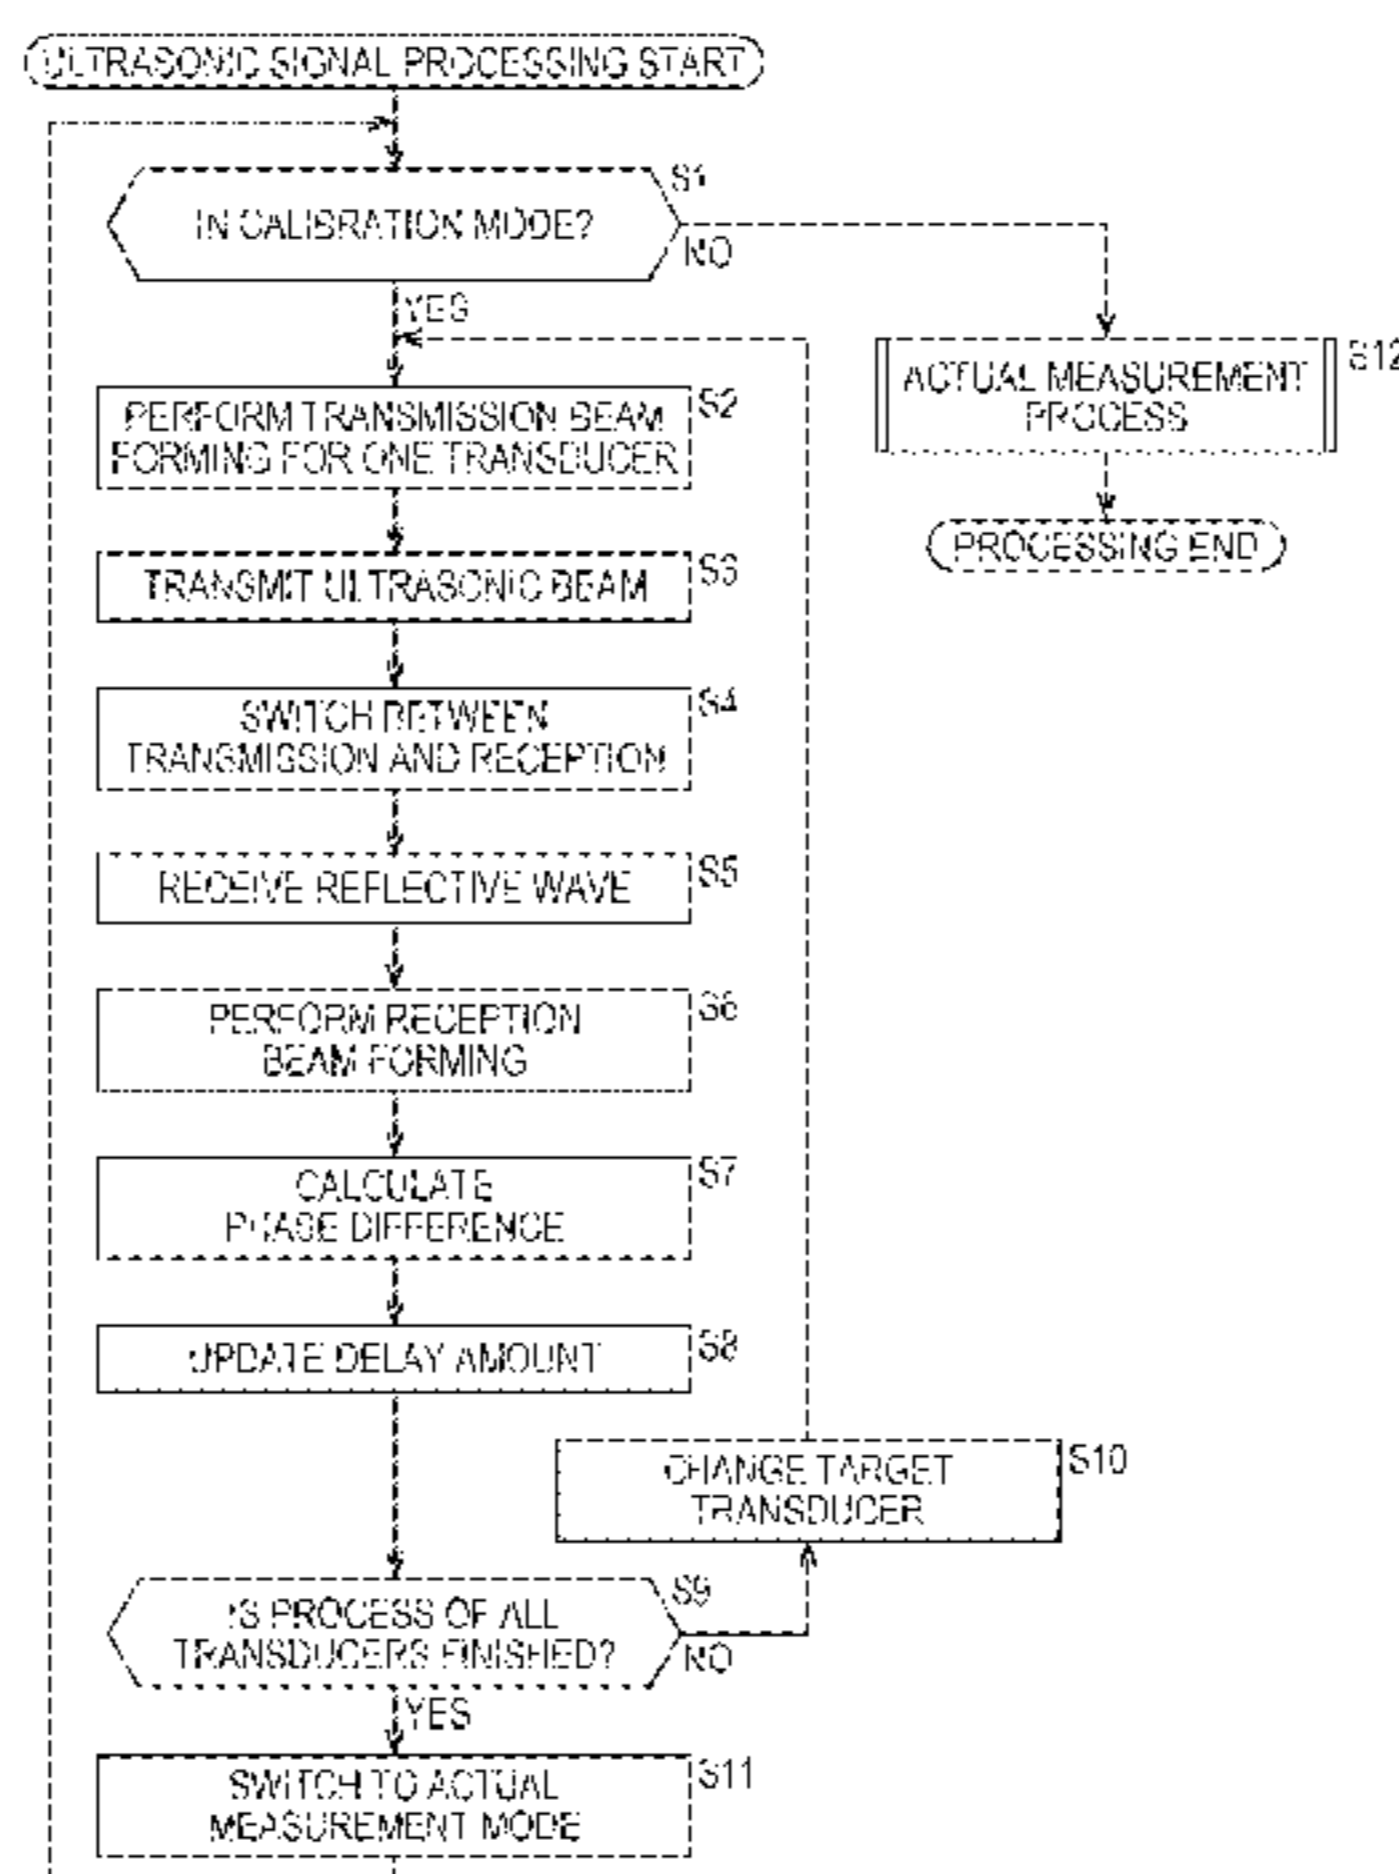 ULTRASONIC SIGNAL PROCESSING START
S1
IN CALIBRATION MODE?
NO
YES
S12
ACTUAL MEASUREMENT
PROCESS
S2
PERFORM TRANSMISSION BEAM
FORMING FOR ONE TRANSDUCER
PROCESSING END
S3
TRANSMIT ULTRASONIC BEAM
S4
SWITCH BETWEEN
TRANSMISSION AND RECEPTION
S5
RECEIVE REFLECTIVE WAVE
S6
PERFORM RECEPTION
BEAM FORMING
S7
CALCULATE
PHASE DIFFERENCE
S8
UPDATE DELAY AMOUNT
S10
CHANGE TARGET
TRANSDUCER
S9
IS PROCESS OF ALL
TRANSDUCERS FINISHED?
NO
YES
S11
SWITCH TO ACTUAL
MEASUREMENT MODE